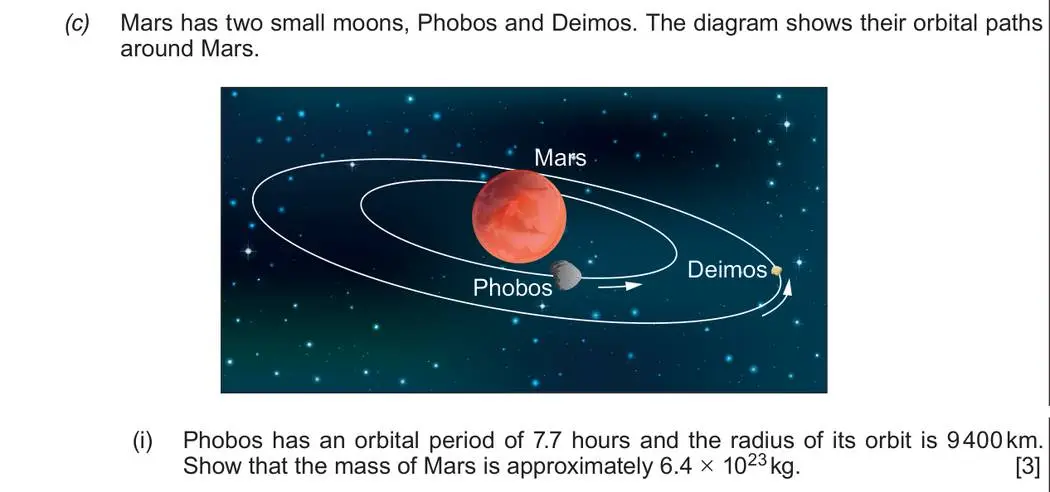 (c) Mars has two small moons, Phobos and Deimos. The diagram shows their orbital paths
around Mars.
Mars
Deimos
Phobos
(i) Phobos has an orbital period of 7.7 hours and the radius of its orbit is 9400 km.
Show that the mass of Mars is approximately 6.4 × 10²³ kg. [3]